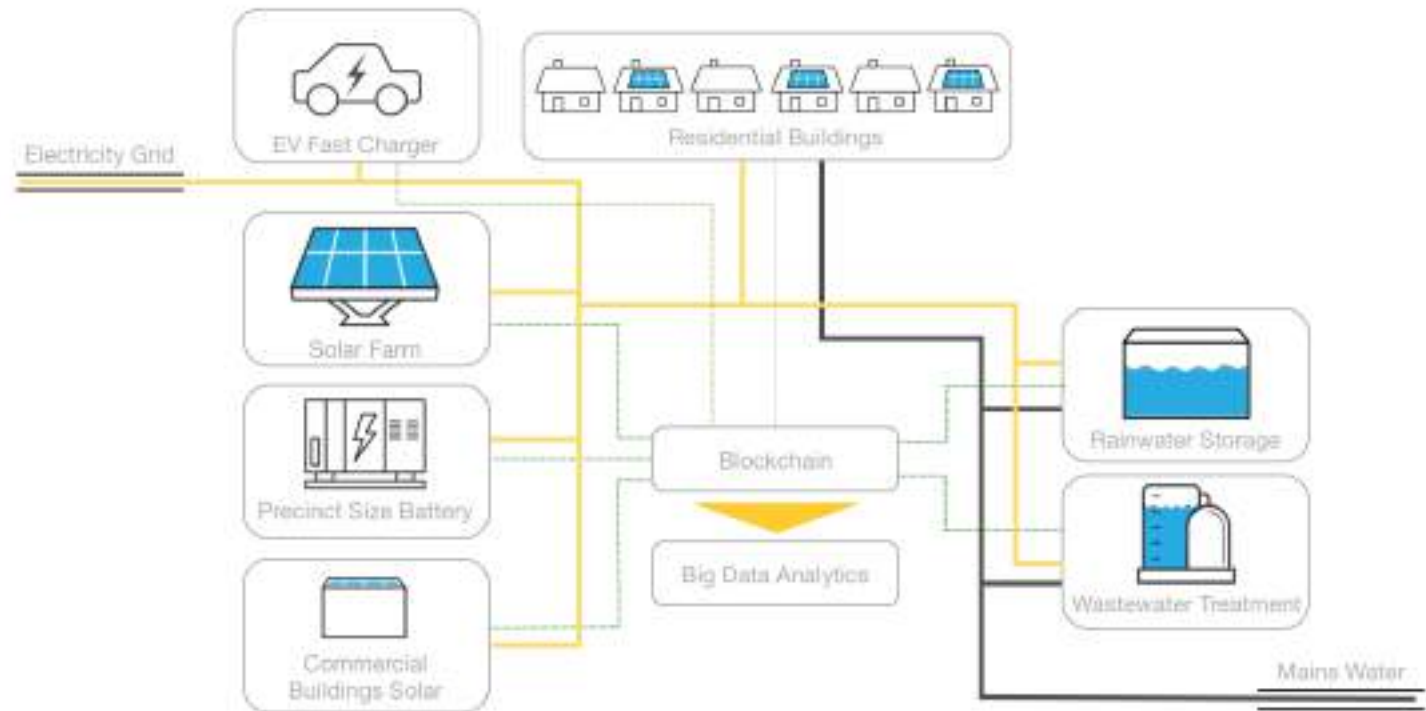 EV Fast Charger
Residential Buildings
Electricity Grid
Solar Farm
Rainwater Storage
Blockchain
Precinct Size Battery
Big Data Analytics
Wastewater Treatment
Commercial
Buildings Solar
Mains Water